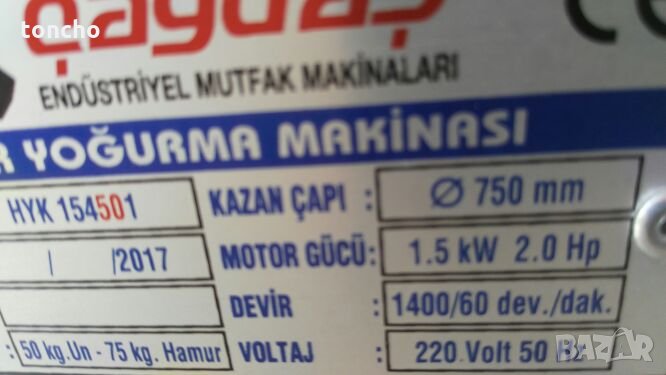 toncho
çağdaş
ENDÜSTRİYEL MUTFAK MAKİNALARI
R YOĞURMA MAKİNASI
HYK 154501 KAZAN ÇAPI : Ø 750 mm
/ /2017 MOTOR GÜCÜ: 1.5 kW 2.0 Hp
DEVİR : 1400/60 dev./dak.
: 50 kg.Un - 75 kg. Hamur VOLTAJ : 220 Volt 50 Hz
BAZAR